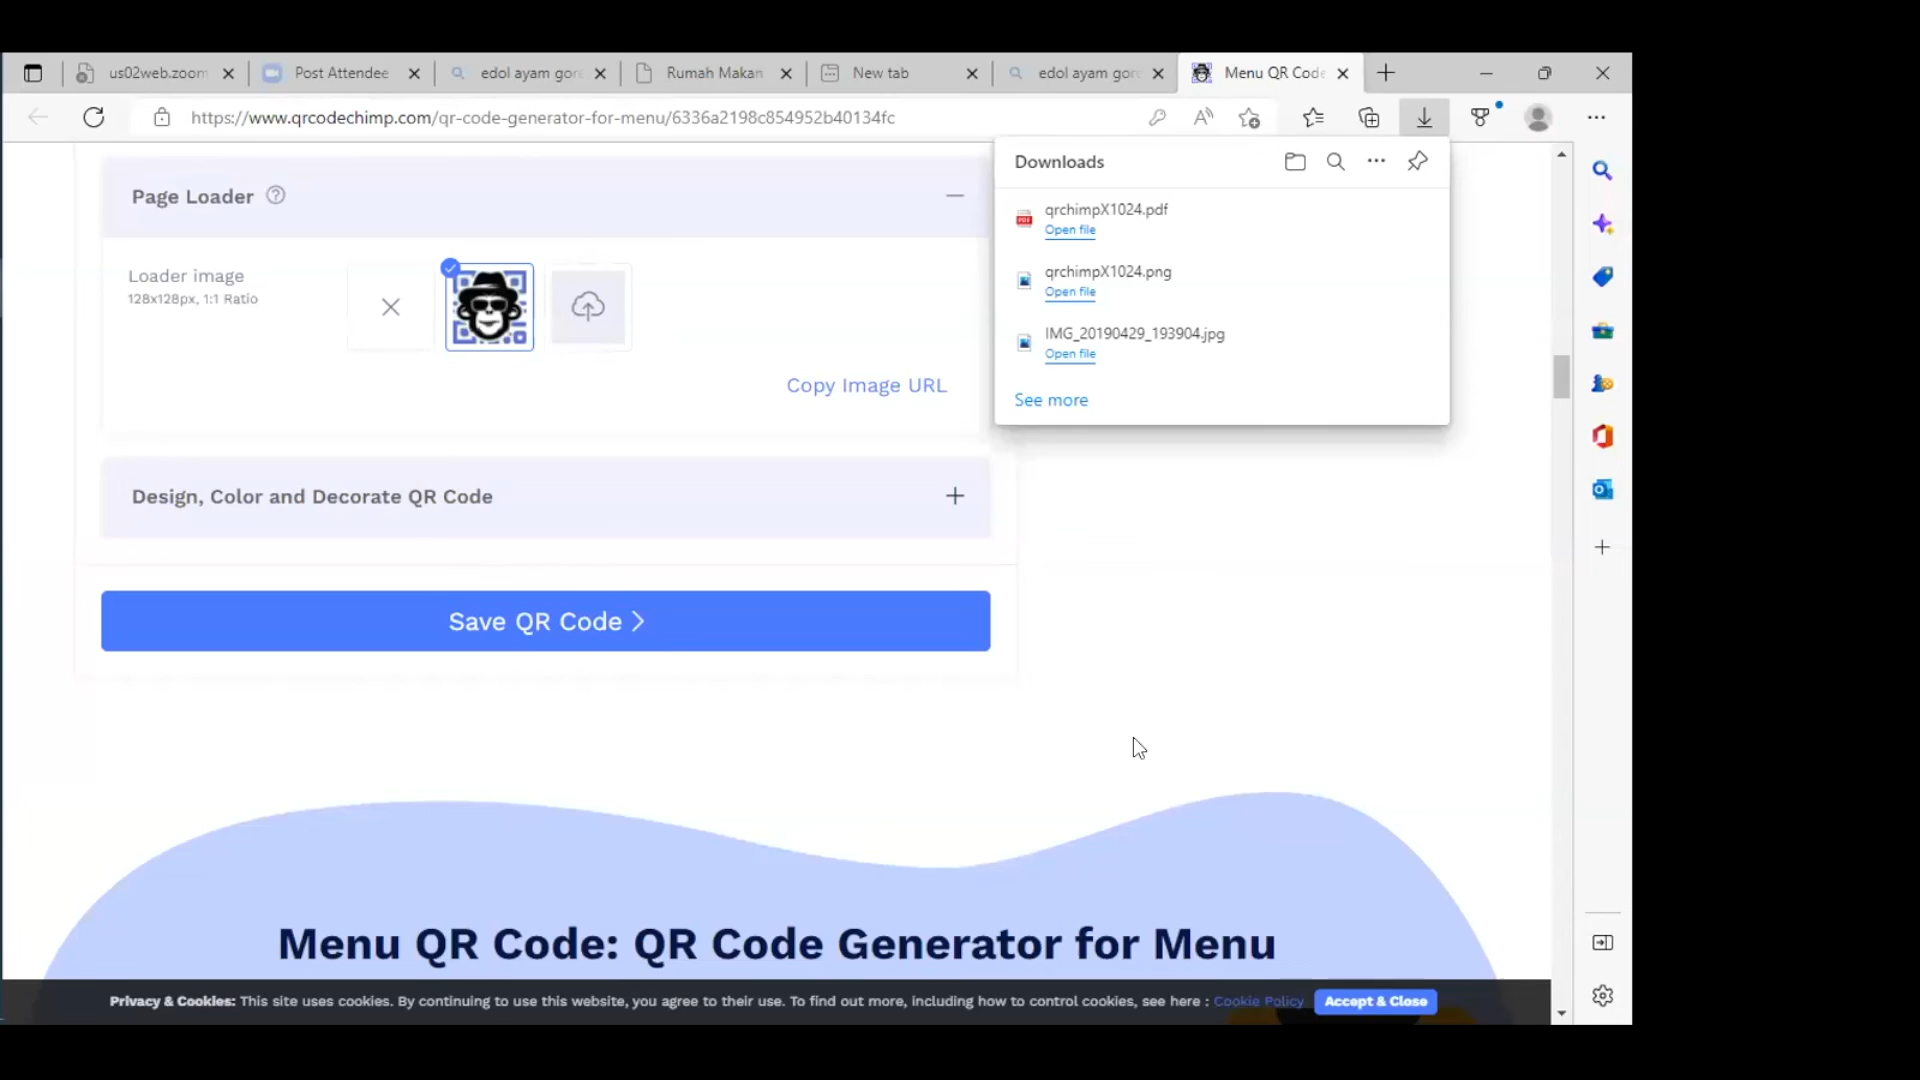 us02web.zoom
Post Attendee
edol ayam gor
Rumah Makan
New tab
edol ayam gor
Menu QR Code
https://www.qrcodechimp.com/qr-code-generator-for-menu/6336a2198c854952b40134fc
Downloads
qrchimpX1024.pdf
Open file
qrchimpX1024.png
Open file
IMG_20190429_193904.jpg
Open file
See more
Page Loader
Loader image
128x128px, 1:1 Ratio
Copy Image URL
Design, Color and Decorate QR Code
Save QR Code
Menu QR Code: QR Code Generator for Menu
Privacy & Cookies: This site uses cookies. By continuing to use this website, you agree to their use. To find out more, including how to control cookies, see here : Cookie Policy
Accept & Close